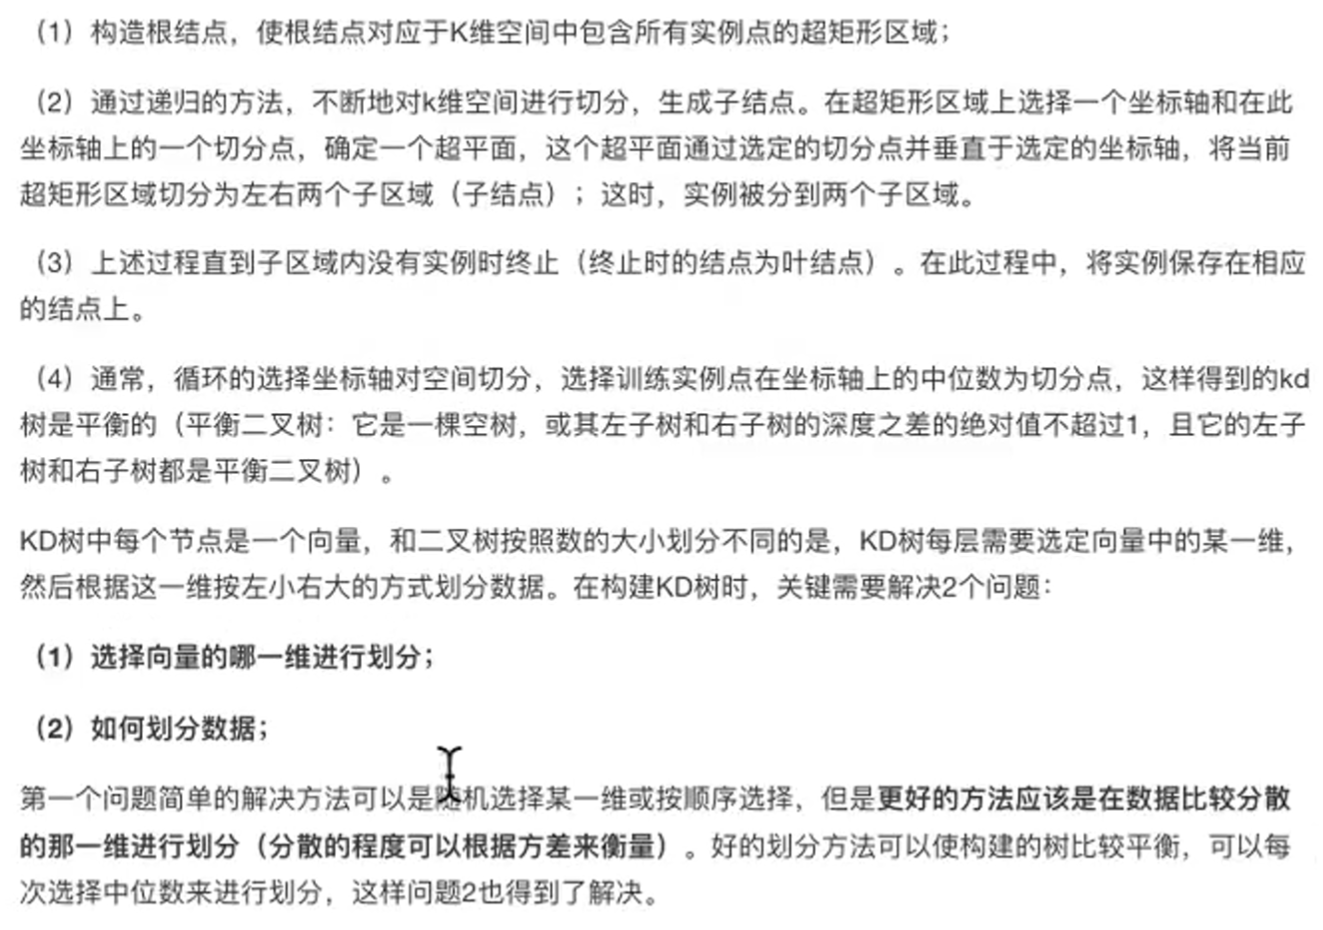 （1）构造根结点，使根结点对应于K维空间中包含所有实例点的超矩形区域；
（2）通过递归的方法，不断地对k维空间进行切分，生成子结点。在超矩形区域上选择一个坐标轴和在此
坐标轴上的一个切分点，确定一个超平面，这个超平面通过选定的切分点并垂直于选定的坐标轴，将当前
超矩形区域切分为左右两个子区域（子结点）；这时，实例被分到两个子区域。
（3）上述过程直到子区域内没有实例时终止（终止时的结点为叶结点）。在此过程中，将实例保存在相应
的结点上。
（4）通常，循环的选择坐标轴对空间切分，选择训练实例点在坐标轴上的中位数为切分点，这样得到的kd
树是平衡的（平衡二叉树：它是一棵空树，或其左子树和右子树的深度之差的绝对值不超过1，且它的左子
树和右子树都是平衡二叉树）。
KD树中每个节点是一个向量，和二叉树按照数的大小划分不同的是，KD树每层需要选定向量中的某一维，
然后根据这一维按左小右大的方式划分数据。在构建KD树时，关键需要解决2个问题：
（1）选择向量的哪一维进行划分；
（2）如何划分数据；
第一个问题简单的解决方法可以是随机选择某一维或按顺序选择，但是更好的方法应该是在数据比较分散
的那一维进行划分（分散的程度可以根据方差来衡量）。好的划分方法可以使构建的树比较平衡，可以每
次选择中位数来进行划分，这样问题2也得到了解决。